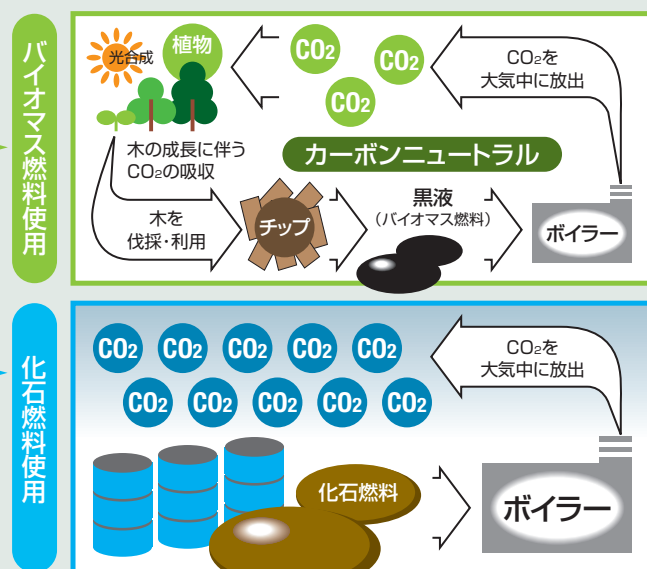 バイオマス燃料使用
光合成
植物
CO2
CO2
CO2
CO2を
大気中に放出
木の成長に伴う
CO2の吸収
カーボンニュートラル
木を
伐採・利用
チップ
黒液
(バイオマス燃料)
ボイラー
化石燃料使用
CO2
CO2
CO2
CO2
CO2
CO2
CO2
CO2
CO2
CO2
CO2を
大気中に放出
化石燃料
ボイラー